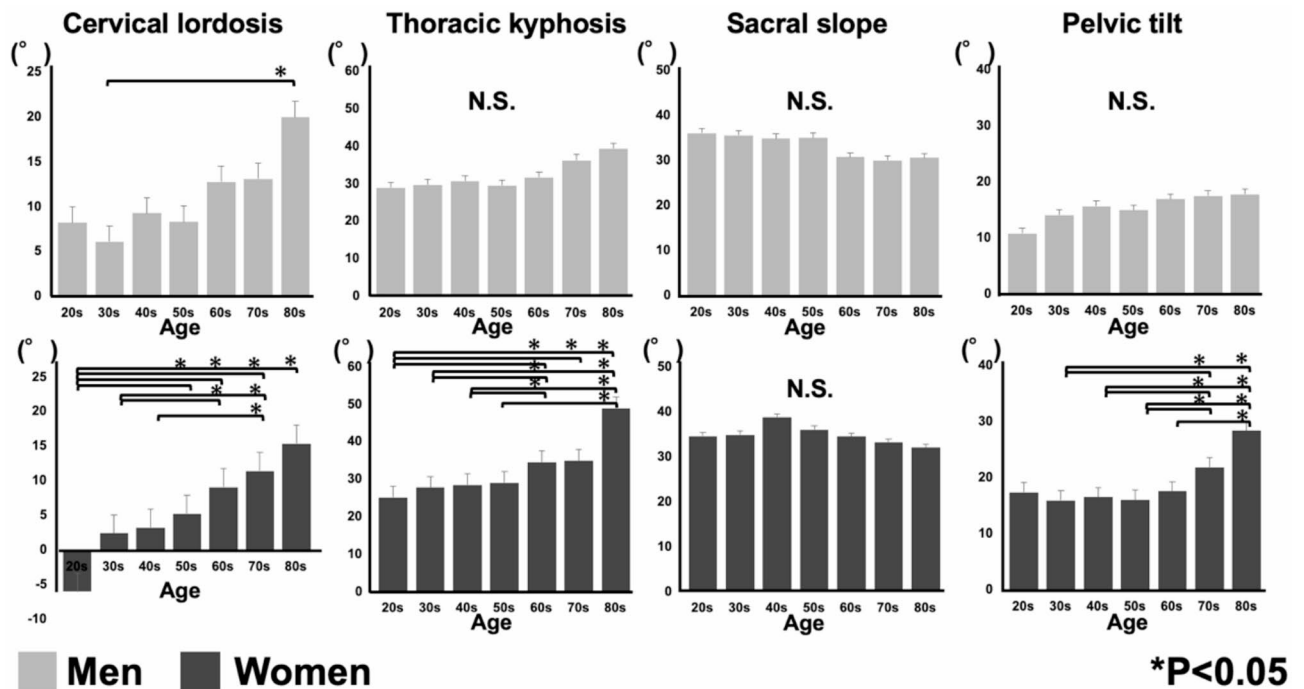 Cervical lordosis
Thoracic kyphosis
Sacral slope
Pelvic tilt
(°)
25
20
15
10
5
0
*
20s 30s 40s 50s 60s 70s 80s
Age
(°)
60
50
40
30
20
10
0
N.S.
20s 30s 40s 50s 60s 70s 80s
Age
(°)
50
40
30
20
10
0
N.S.
20s 30s 40s 50s 60s 70s 80s
Age
(°)
40
30
20
10
0
N.S.
20s 30s 40s 50s 60s 70s 80s
Age
(°)
25
20
15
10
5
0
-5
-10
* * * *
* *
*
20s 30s 40s 50s 60s 70s 80s
Age
(°)
60
50
40
30
20
10
0
* * *
* *
* *
*
20s 30s 40s 50s 60s 70s 80s
Age
(°)
50
40
30
20
10
0
N.S.
20s 30s 40s 50s 60s 70s 80s
Age
(°)
40
30
20
10
0
* *
* *
* *
*
20s 30s 40s 50s 60s 70s 80s
Age
Men
Women
*P<0.05